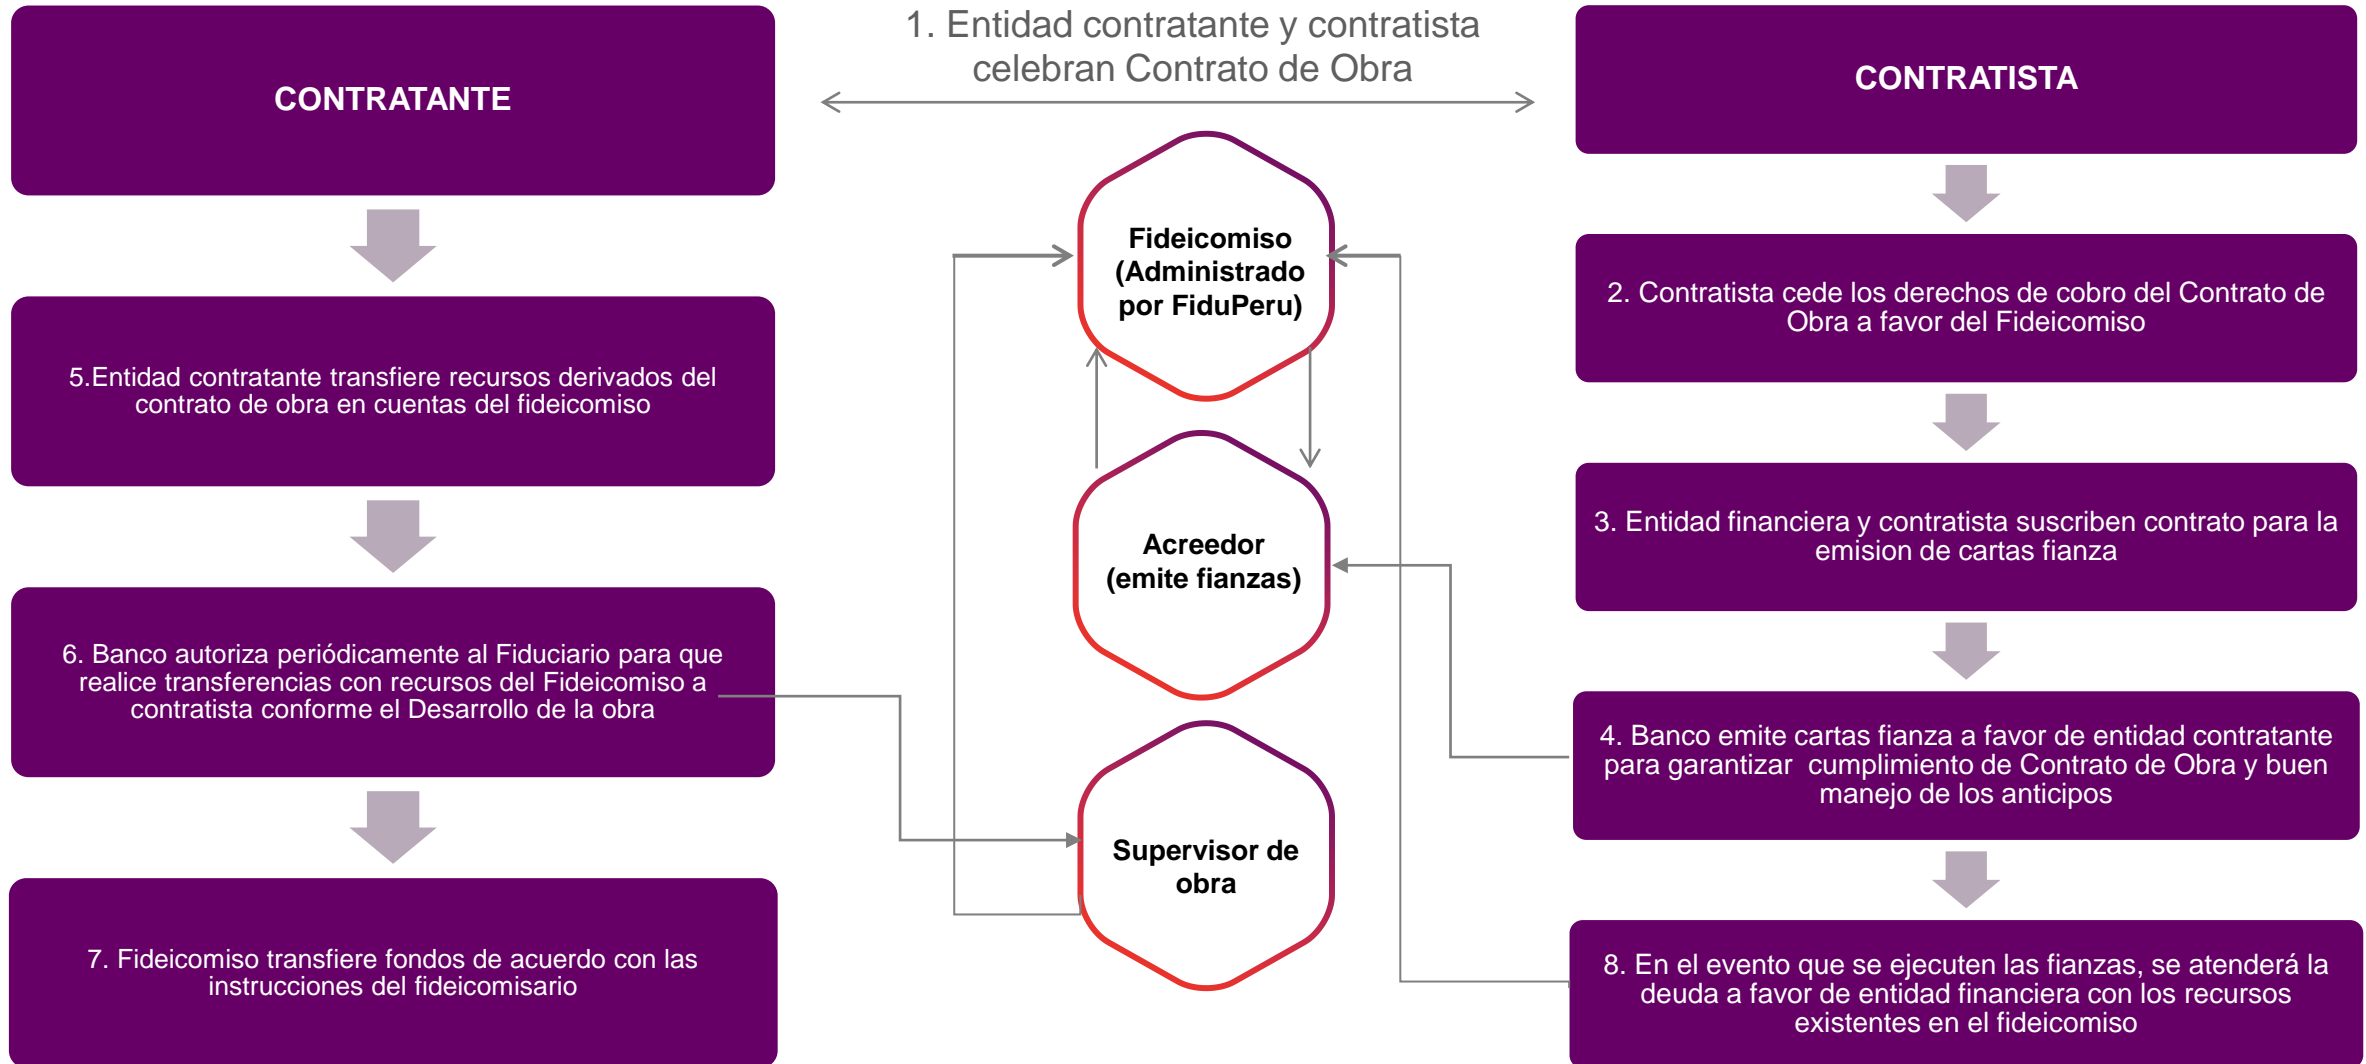 CONTRATANTE
1. Entidad contratante y contratista
celebran Contrato de Obra
CONTRATISTA
Fideicomiso
(Administrado
por FiduPeru)
2. Contratista cede los derechos de cobro del Contrato de
Obra a favor del Fideicomiso
5.Entidad contratante transfiere recursos derivados del
contrato de obra en cuentas del fideicomiso
3. Entidad financiera y contratista suscriben contrato para la
emision de cartas fianza
Acreedor
(emite fianzas)
6. Banco autoriza periódicamente al Fiduciario para que
realice transferencias con recursos del Fideicomiso a
contratista conforme el Desarrollo de la obra
4. Banco emite cartas fianza a favor de entidad contratante
para garantizar cumplimiento de Contrato de Obra y buen
manejo de los anticipos
Supervisor de
obra
7. Fideicomiso transfiere fondos de acuerdo con las
instrucciones del fideicomisario
8. En el evento que se ejecuten las fianzas, se atenderá la
deuda a favor de entidad financiera con los recursos
existentes en el fideicomiso